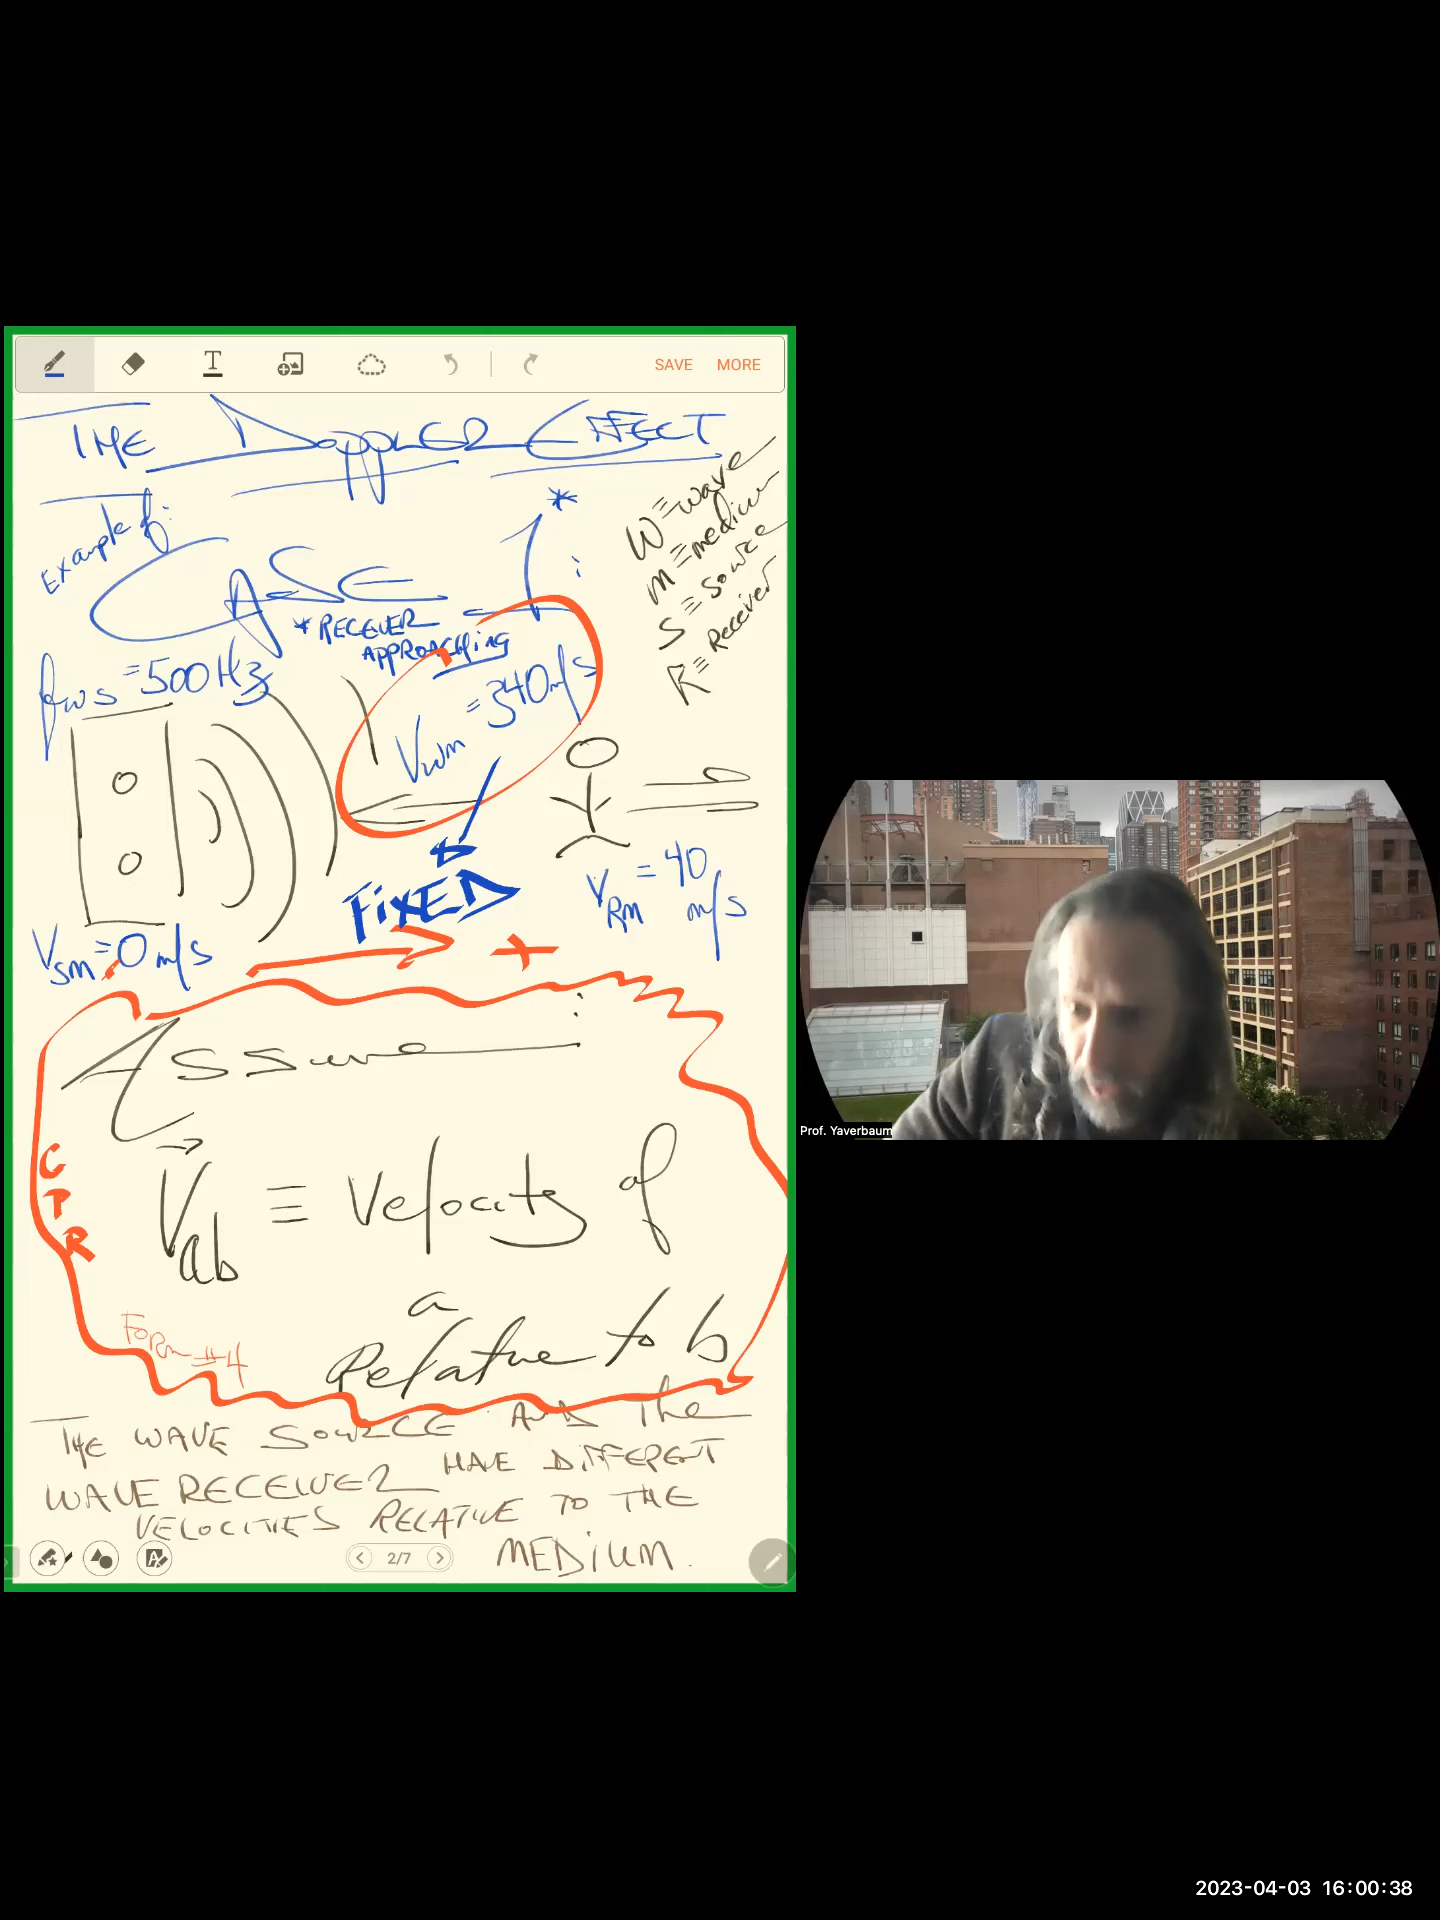 SAVE MORE
THE DOPPLER EFFECT
Example of:
CASE 1*:
* RECEIVER
APPROACHING
W ≡ wave
m ≡ medium
S ≡ source
R ≡ Receiver
fws = 500 Hz
Vwm = 340 m/s
FIXED
VRm = 40 m/s
Vsm = 0 m/s
+
Assume:
CTR
Vab ≡ velocity of
a
Relative to b
Form #4
THE WAVE SOURCE AND The
WAVE RECEIVER HAVE DIFFERENT
VELOCITIES RELATIVE TO THE
MEDIUM.
2/7
Prof. Yaverbaum
2023-04-03 16:00:38